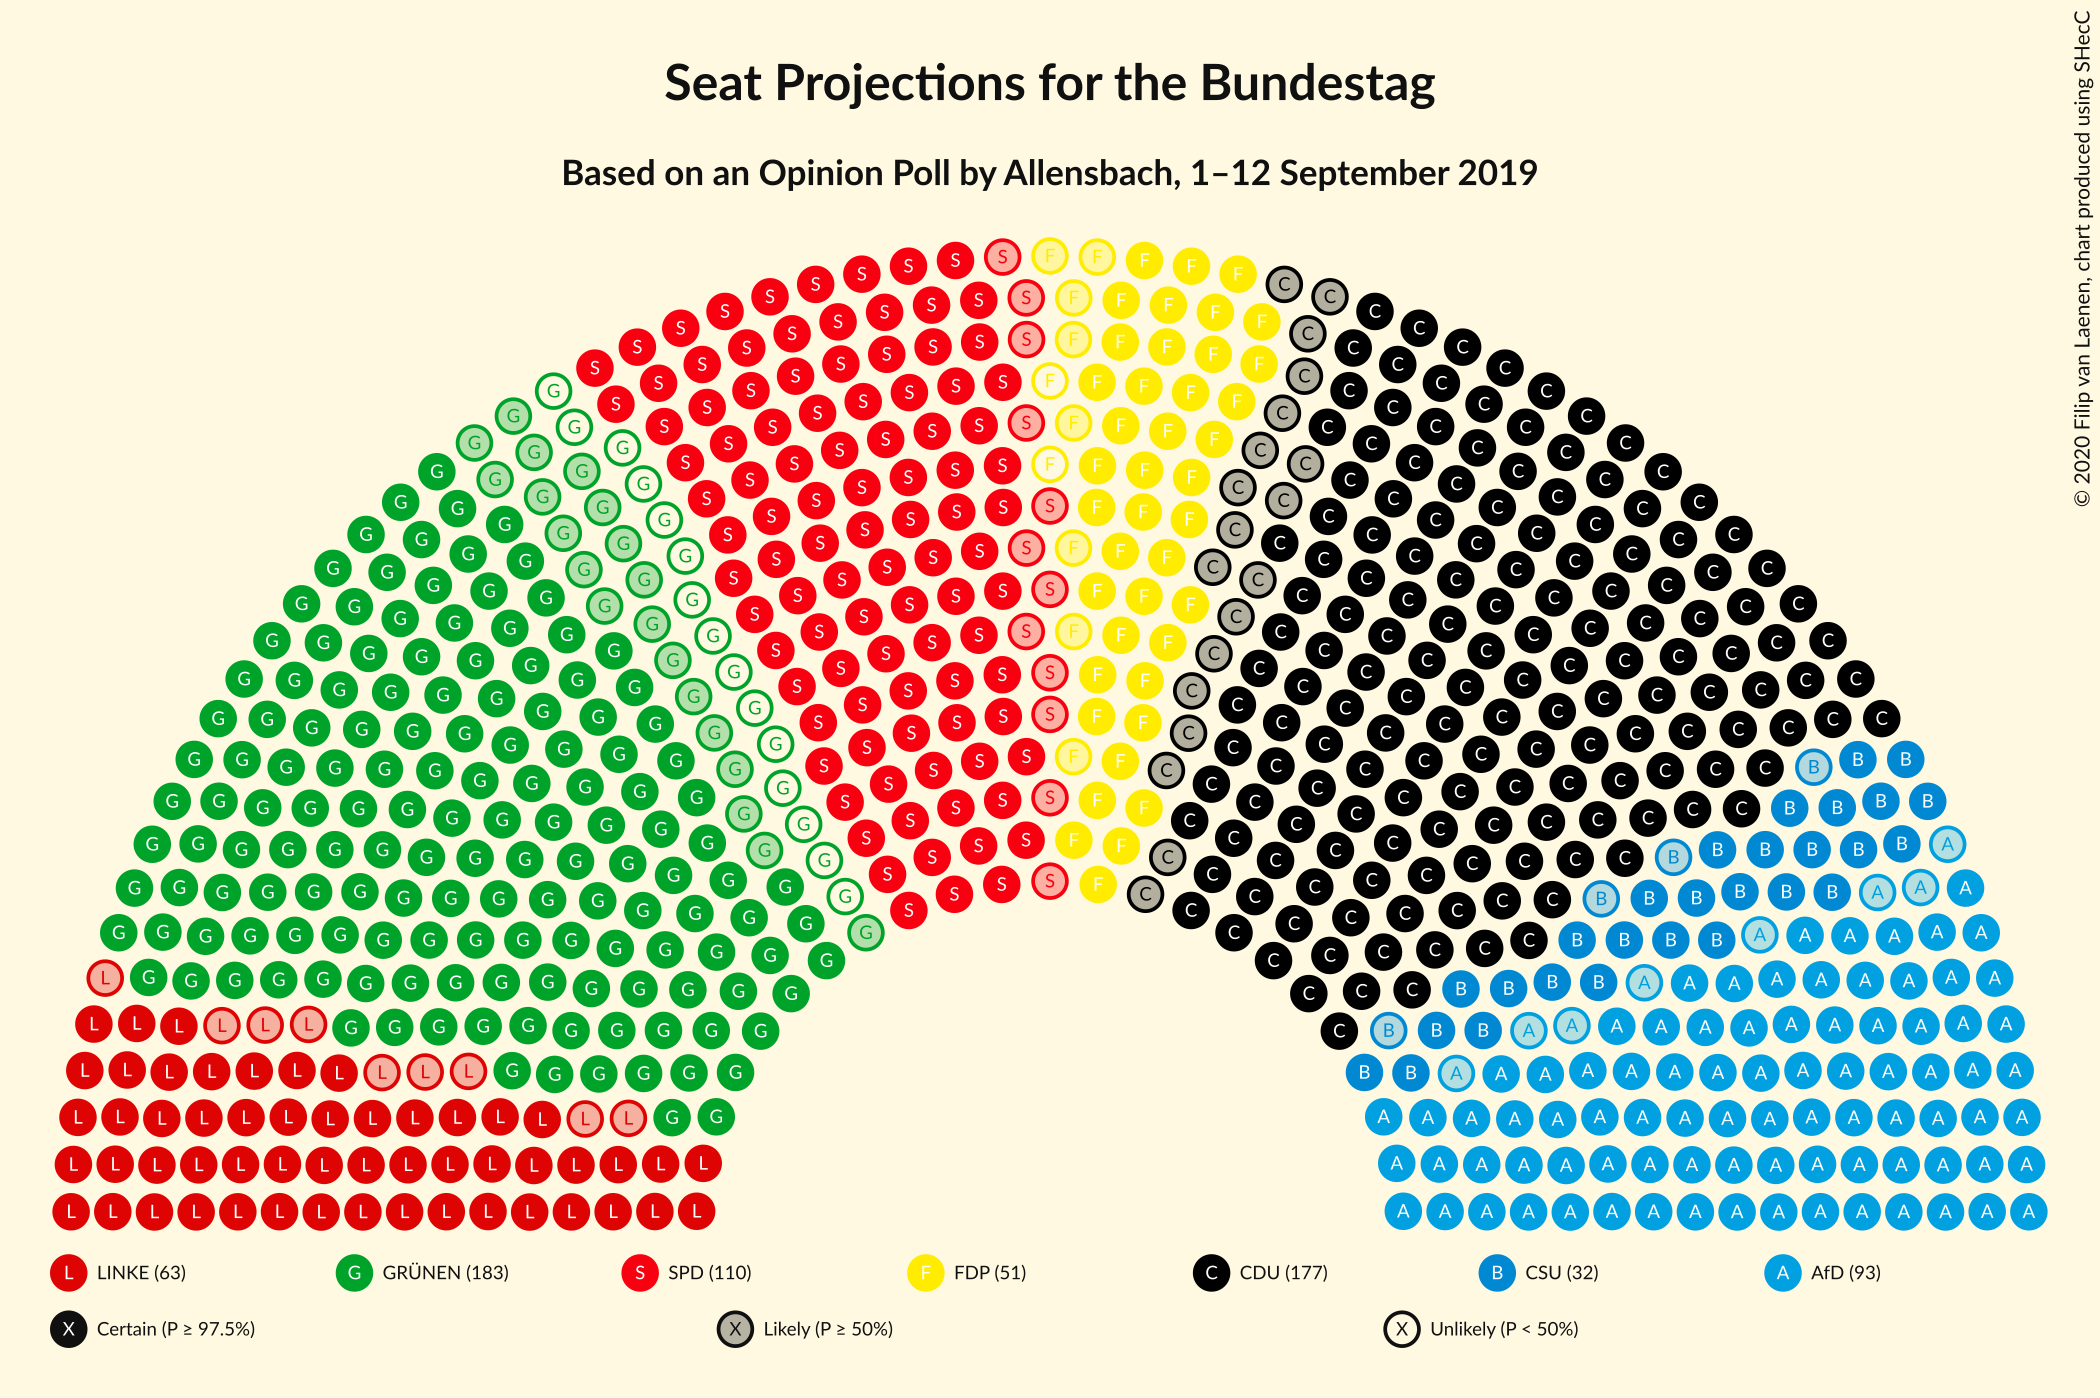 Seat Projections for the Bundestag
Based on an Opinion Poll by Allensbach, 1–12 September 2019
© 2020 Filip van Laenen, chart produced using SHecC
L LINKE (63)
G GRÜNEN (183)
S SPD (110)
F FDP (51)
C CDU (177)
B CSU (32)
A AfD (93)
X Certain (P ≥ 97.5%)
X Likely (P ≥ 50%)
X Unlikely (P < 50%)